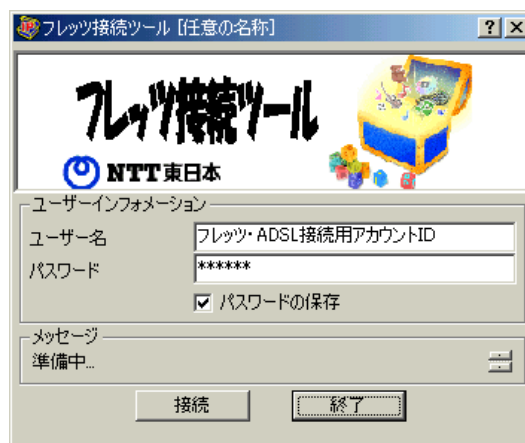 フレッツ接続ツール [任意の名称]
フレッツ接続ツール
NTT東日本
ユーザーインフォメーション
ユーザー名 フレッツ・ADSL接続用アカウントID
パスワード ******
パスワードの保存
メッセージ
準備中...
接続 終了